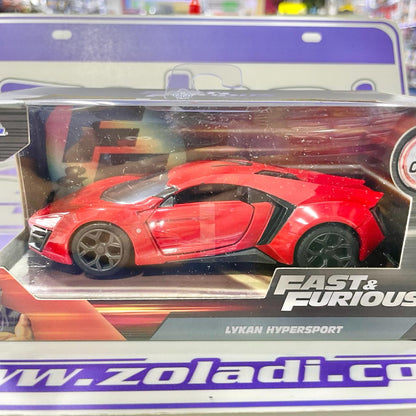 FAST &
FURIOUS
LYKAN HYPERSPORT
www.zoladi.co